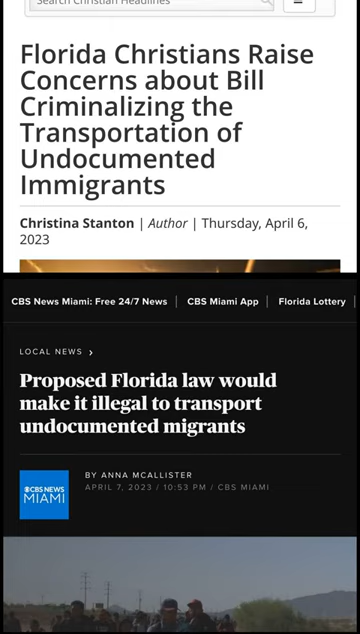 Search Christian Headlines
Florida Christians Raise
Concerns about Bill
Criminalizing the
Transportation of
Undocumented
Immigrants
Christina Stanton | Author | Thursday, April 6,
2023
CBS News Miami: Free 24/7 News | CBS Miami App | Florida Lottery |
LOCAL NEWS ›
Proposed Florida law would
make it illegal to transport
undocumented migrants
CBS NEWS
MIAMI
BY ANNA MCALLISTER
APRIL 7, 2023 / 10:53 PM / CBS MIAMI